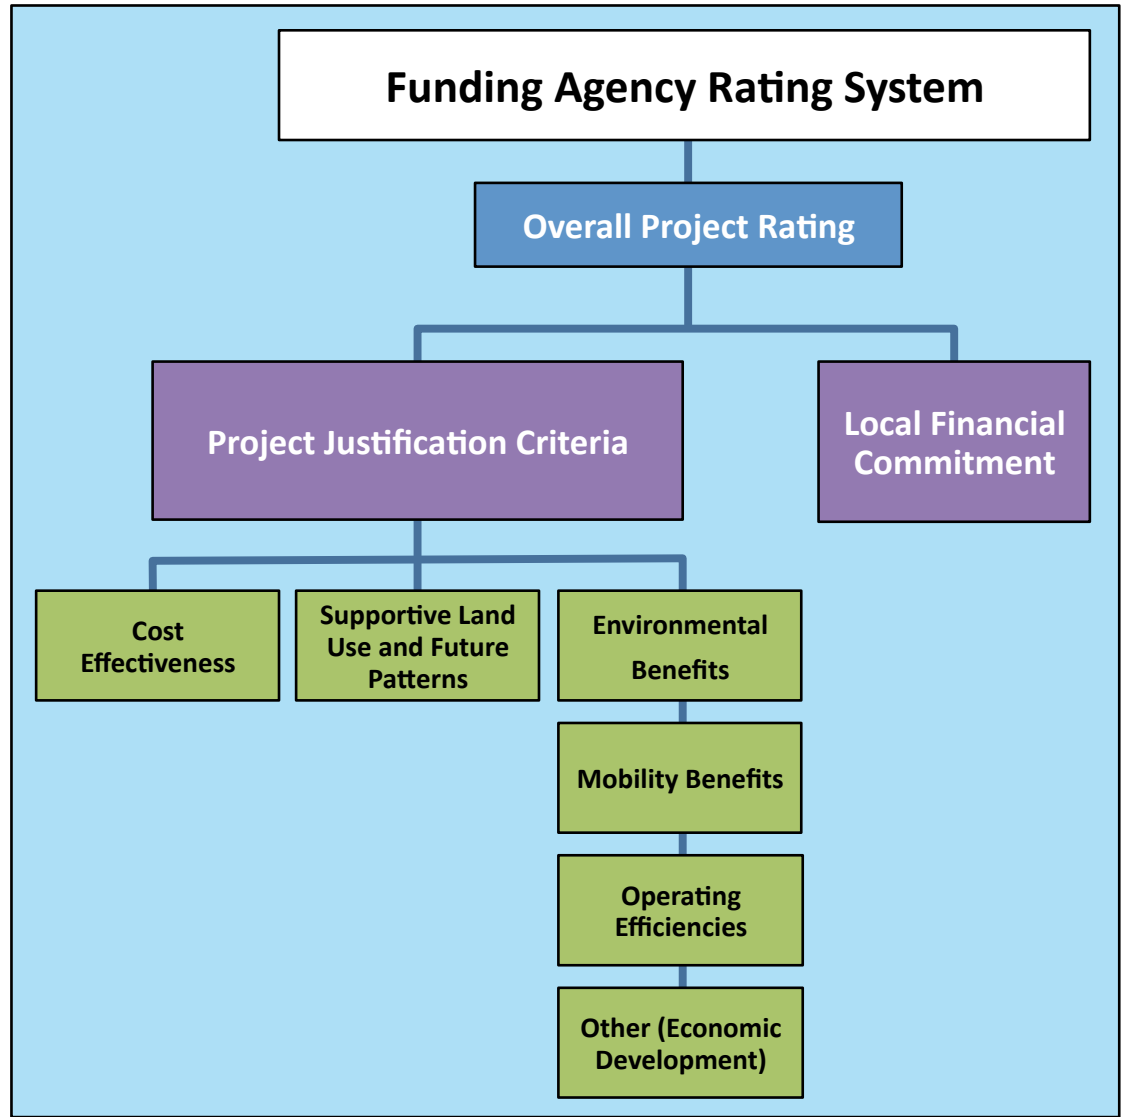 Funding Agency Rating System
Overall Project Rating
Project Justification Criteria
Local Financial
Commitment
Cost
Effectiveness
Supportive Land
Use and Future
Patterns
Environmental
Benefits
Mobility Benefits
Operating
Efficiencies
Other (Economic
Development)